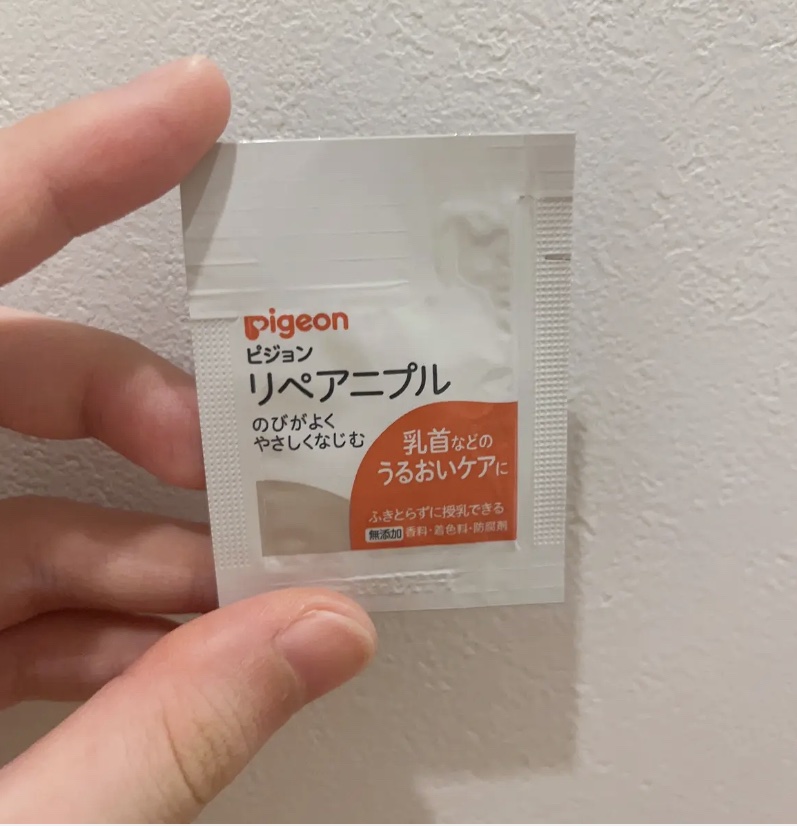 pigeon
ピジョン
リペアニプル
のびがよく
やさしくなじむ
乳首などの
うるおいケアに
ふきとらずに授乳できる
無添加 香料・着色料・防腐剤